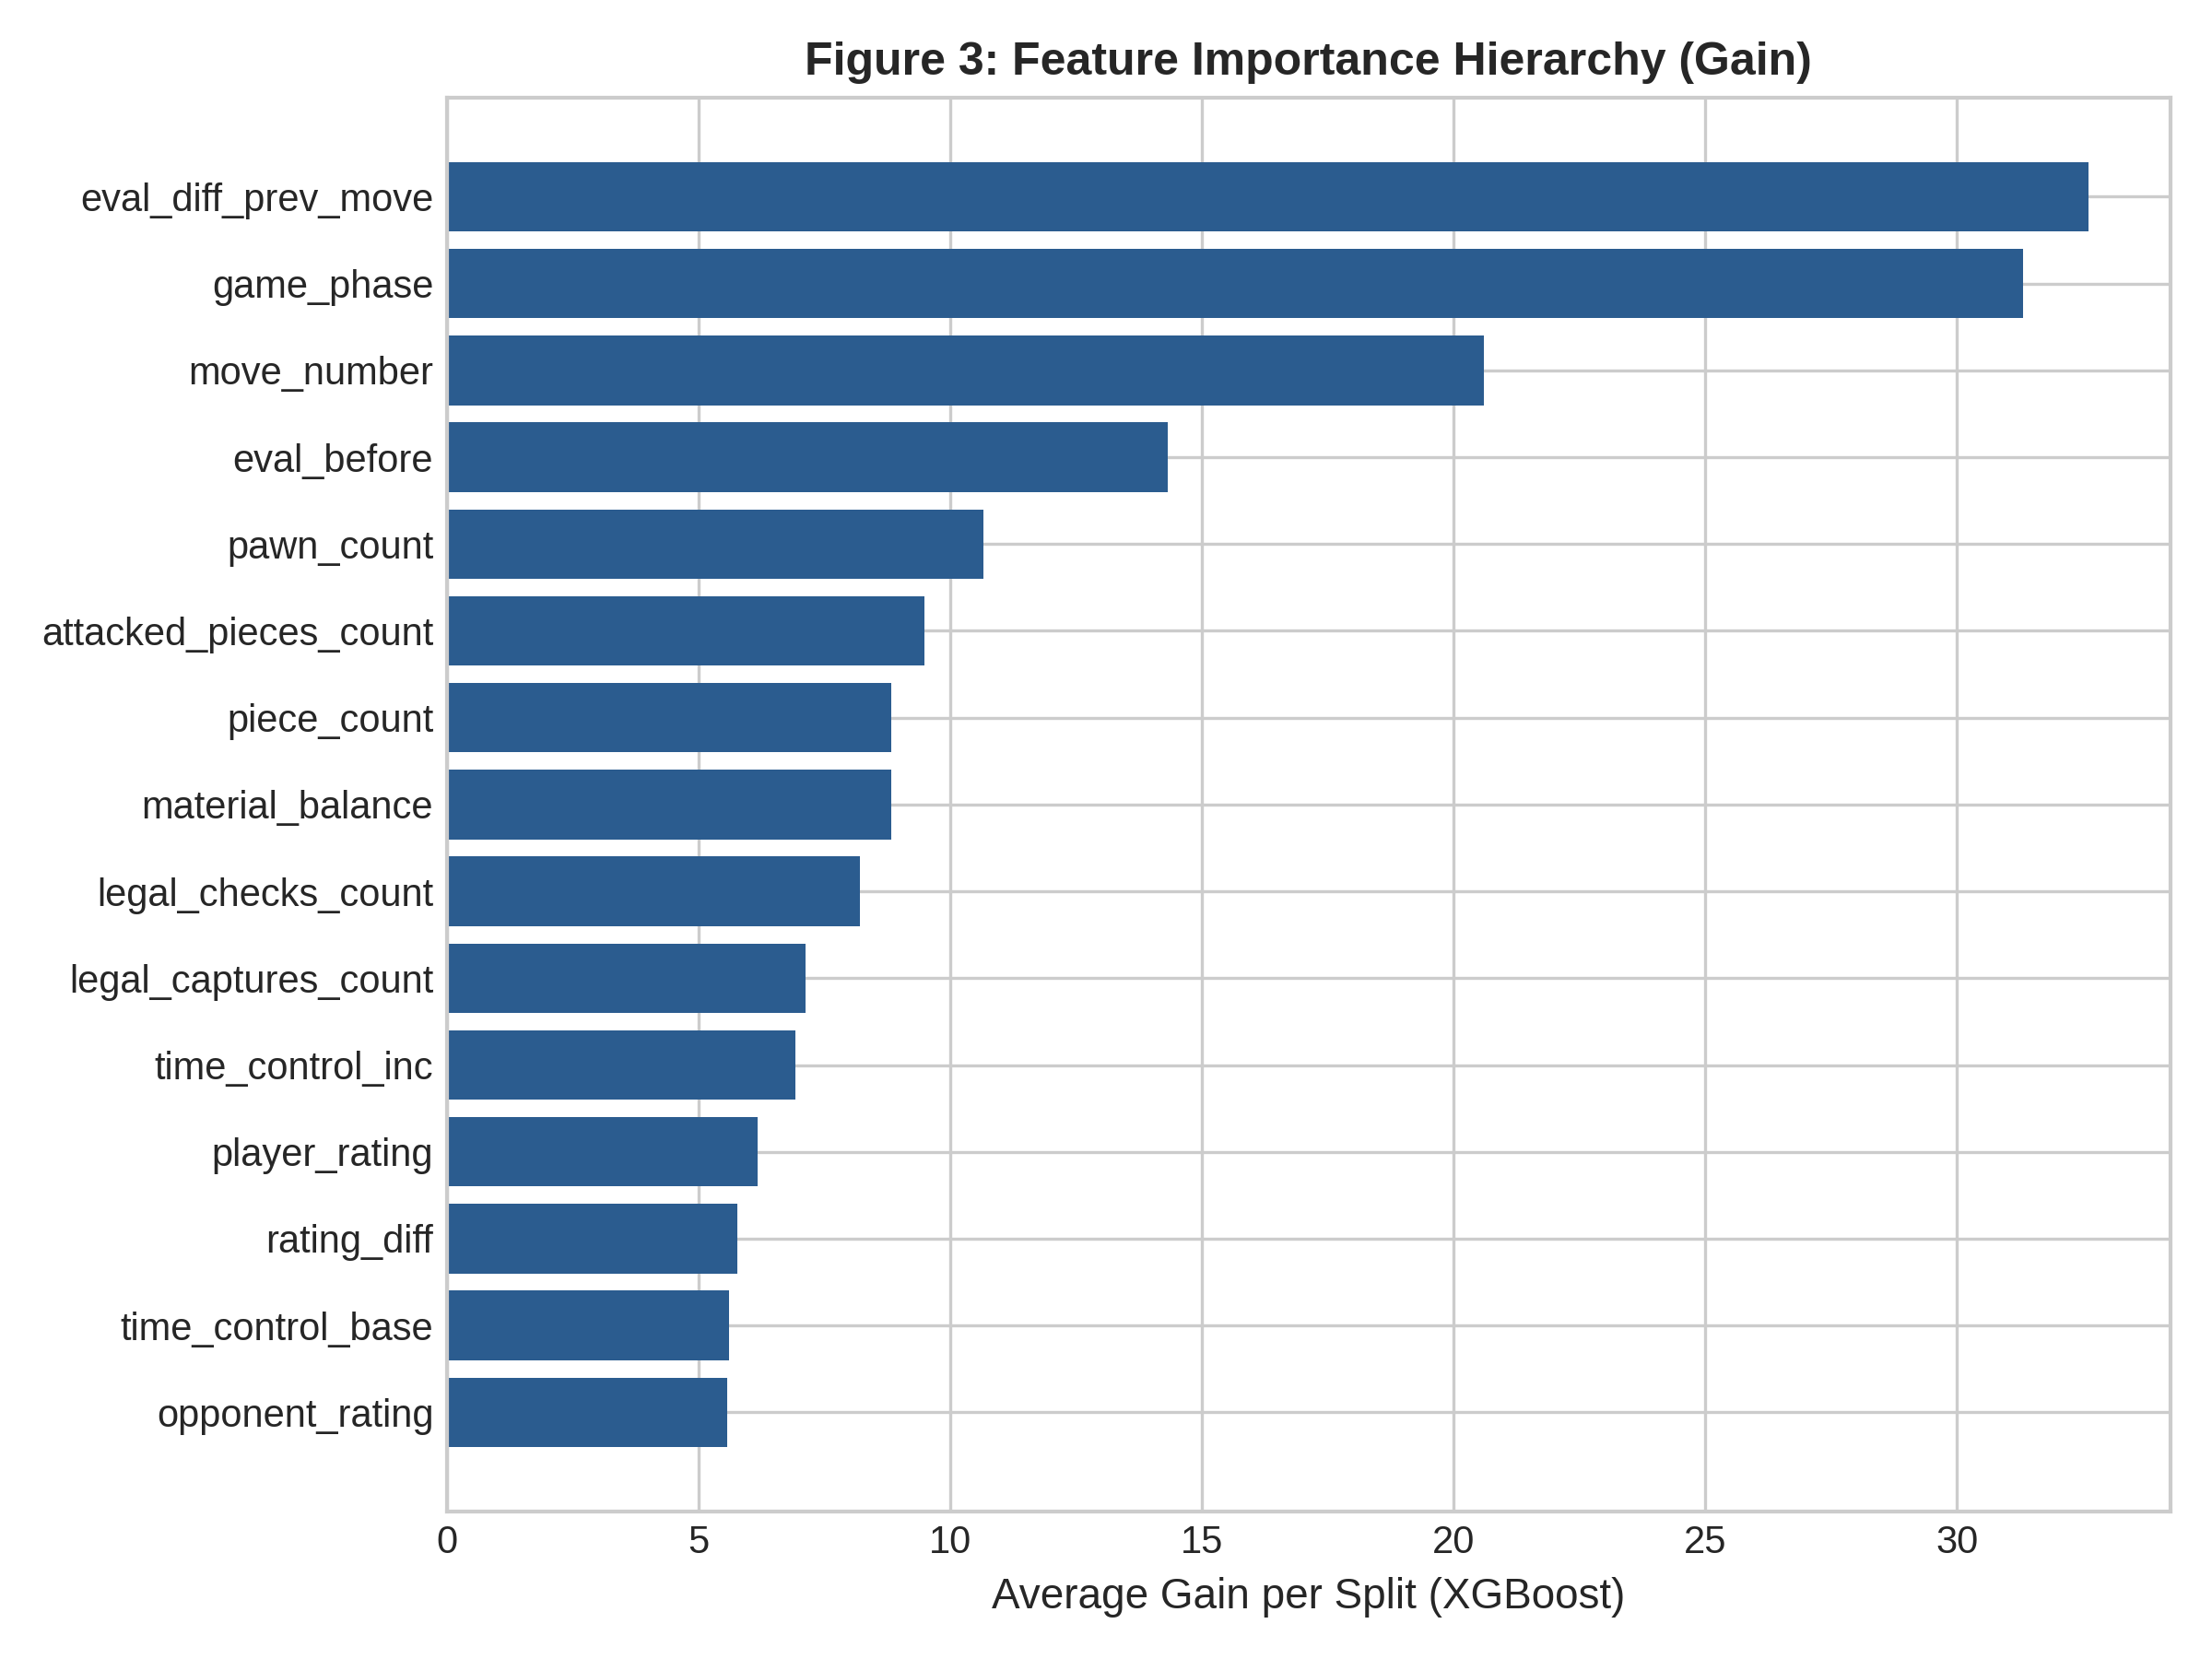 Figure 3: Feature Importance Hierarchy (Gain)
eval_diff_prev_move
game_phase
move_number
eval_before
pawn_count
attacked_pieces_count
piece_count
material_balance
legal_checks_count
legal_captures_count
time_control_inc
player_rating
rating_diff
time_control_base
opponent_rating
0 5 10 15 20 25 30
Average Gain per Split (XGBoost)